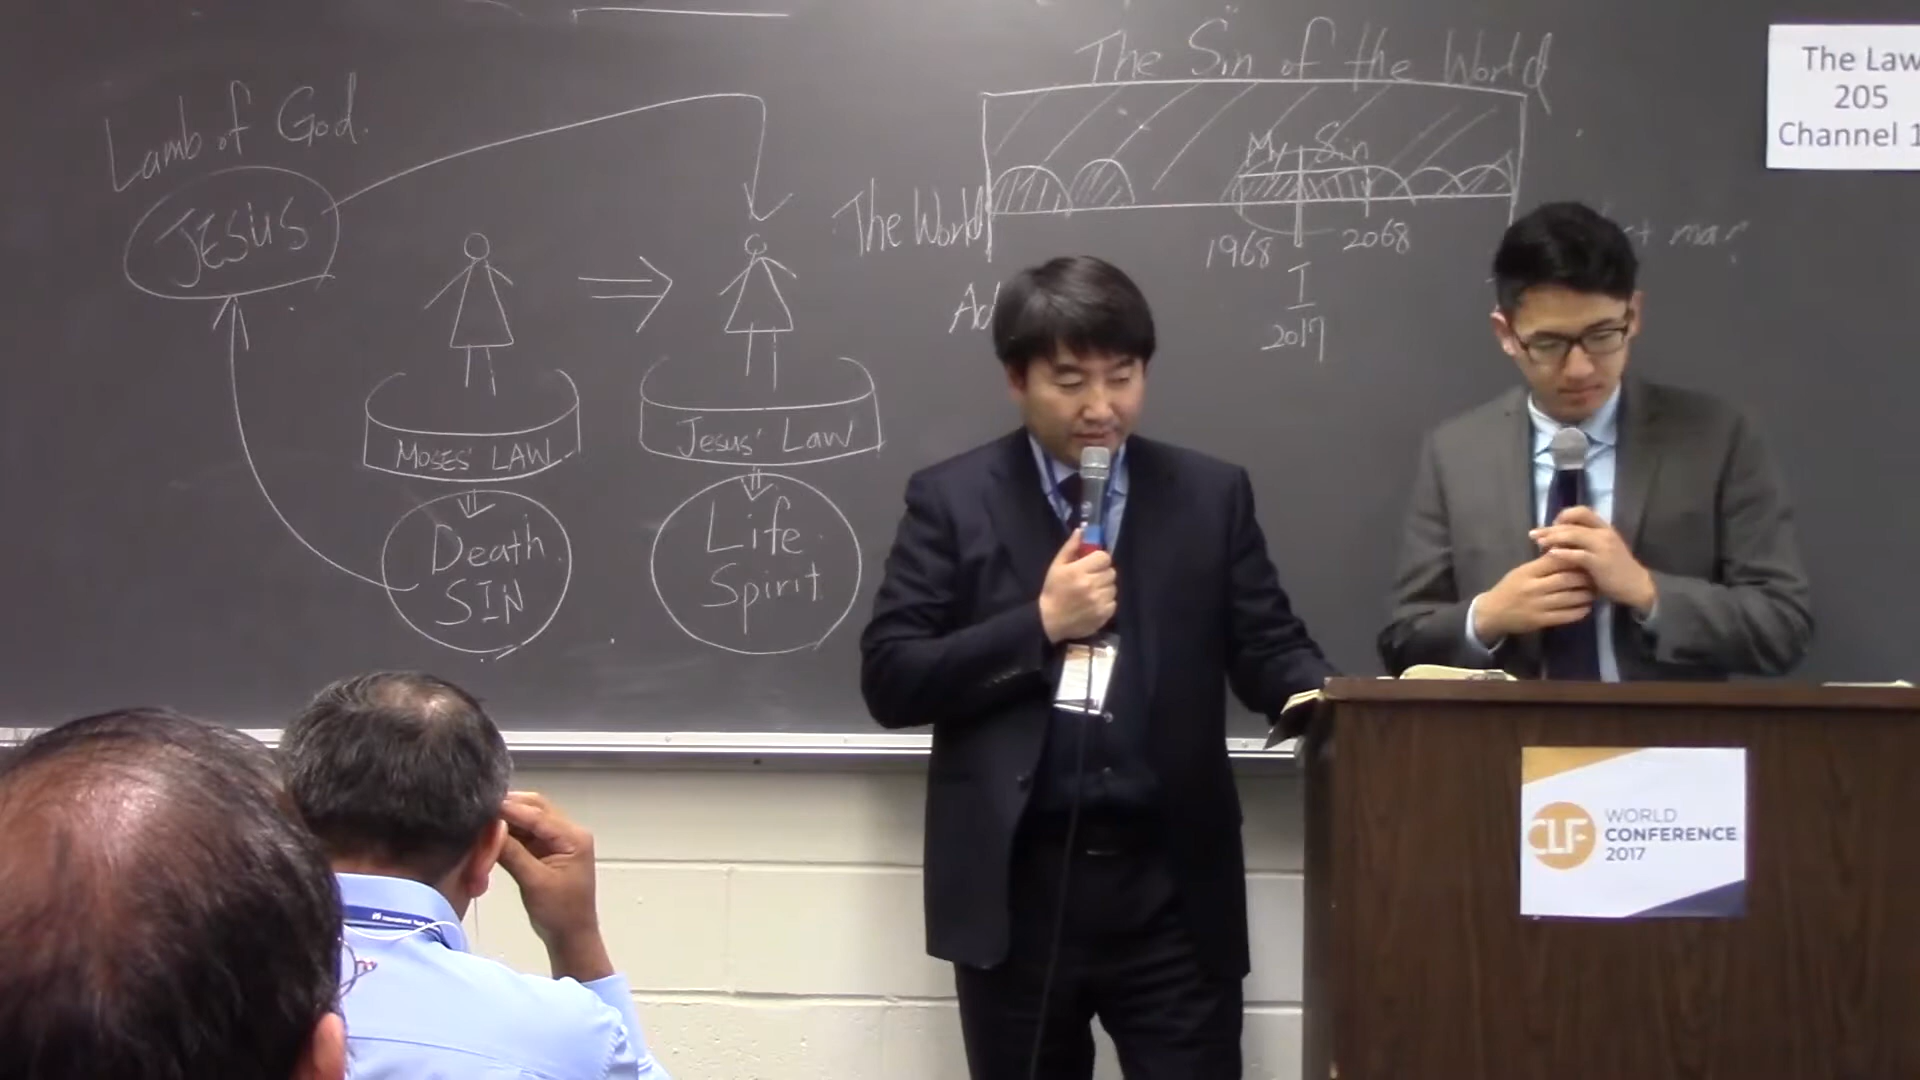 Lamb of God.
JESUS
MOSES' LAW
Death
SIN
Jesus' Law
Life
Spirit
The Sin of the World
My Sin
The World
1968
2068
I
2017
The Law
205
Channel 1
CLF
WORLD
CONFERENCE
2017